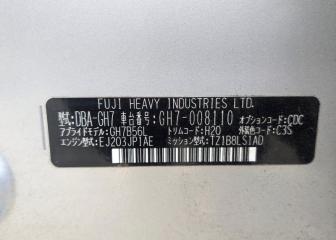 FUJI HEAVY INDUSTRIES LTD.
型式:DBA-GH7 車台番号:GH7-008110 オプションコード:CDC
アプライドモデル:GH7B56L トリムコード:H20 外装色コード:C3S
エンジン型式:EJ203JPIAE ミッション型式:TZ1B8LSIAD